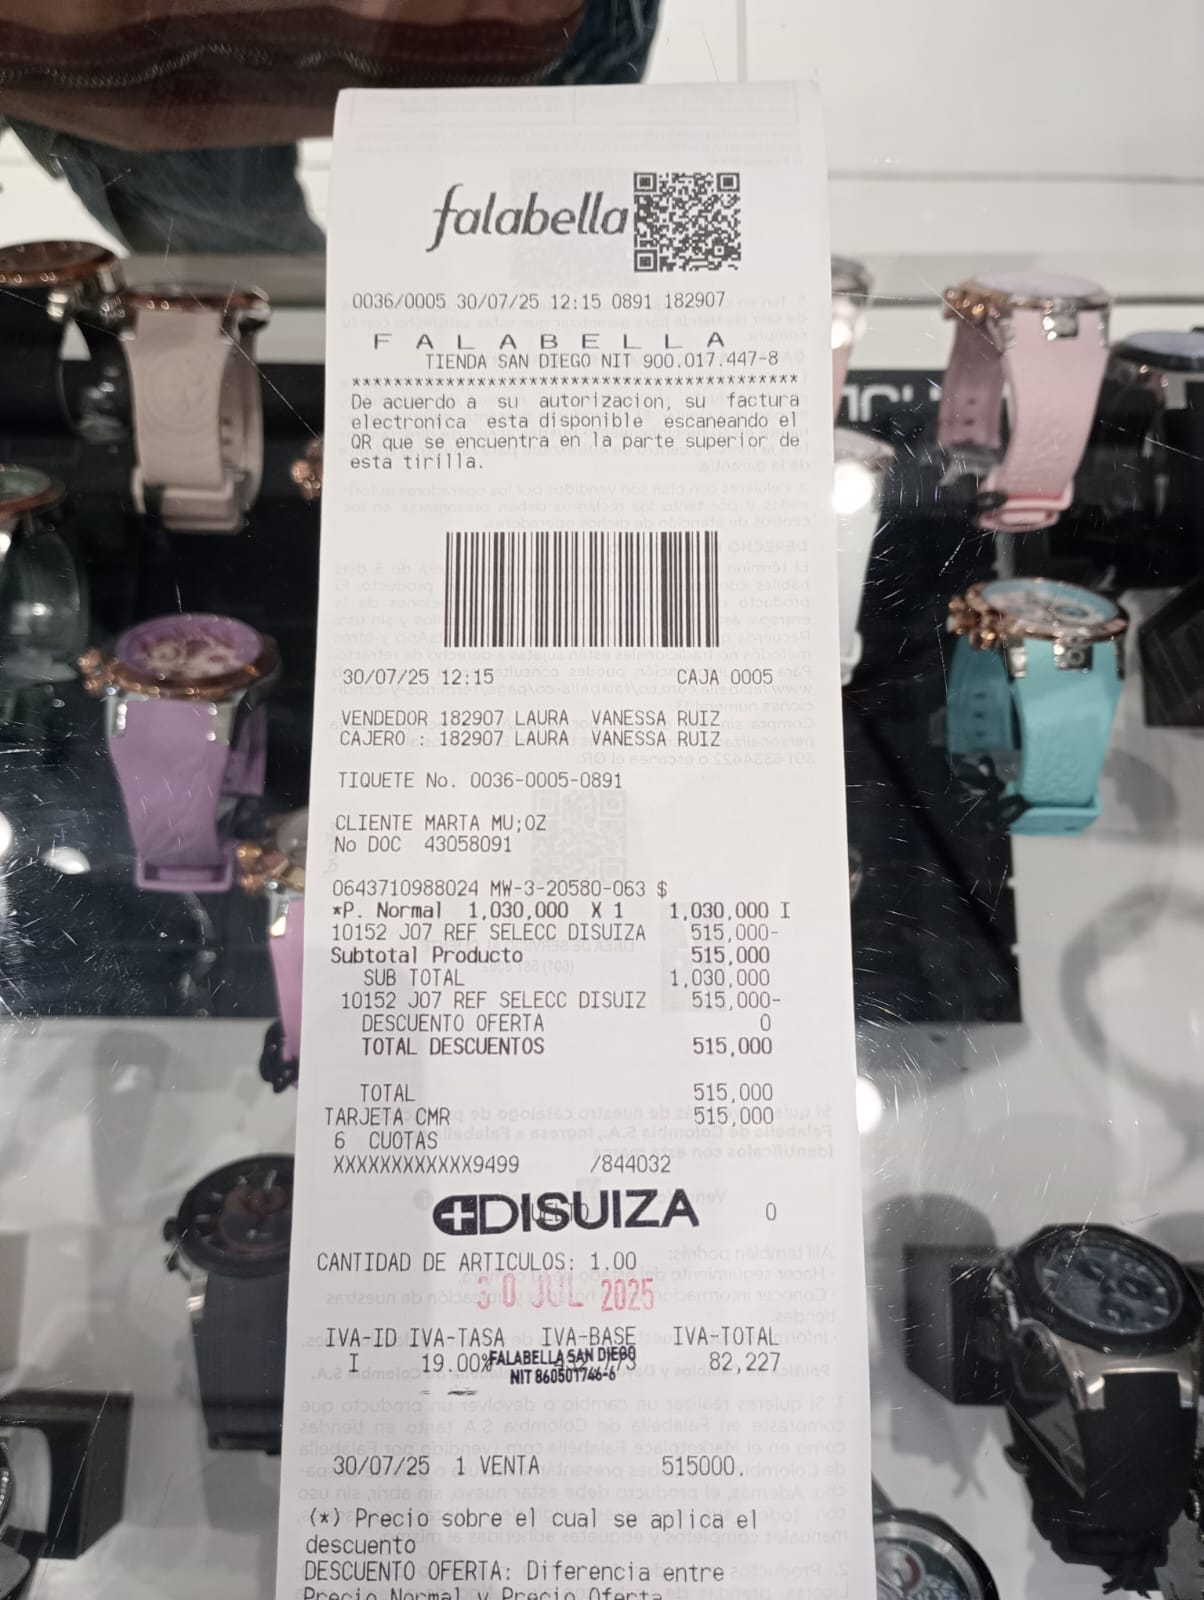 falabella
0036/0005 30/07/25 12:15 0891 182907
F A L A B E L L A
TIENDA SAN DIEGO NIT 900.017.447-8
******************************************
De acuerdo a su autorizacion, su factura
electronica esta disponible escaneando el
QR que se encuentra en la parte superior de
esta tirilla.
30/07/25 12:15 CAJA 0005
VENDEDOR 182907 LAURA VANESSA RUIZ
CAJERO : 182907 LAURA VANESSA RUIZ
TIQUETE No. 0036-0005-0891
CLIENTE MARTA MU;OZ
No DOC 43058091
0643710988024 MW-3-20580-063 $
*P. Normal 1,030,000 X 1 1,030,000 I
10152 J07 REF SELECC DISUIZA 515,000-
Subtotal Producto 515,000
SUB TOTAL 1,030,000
10152 J07 REF SELECC DISUIZ 515,000-
DESCUENTO OFERTA 0
TOTAL DESCUENTOS 515,000
TOTAL 515,000
TARJETA CMR 515,000
6 CUOTAS
XXXXXXXXXXXX9499 /844032
DISUIZA 0
CANTIDAD DE ARTICULOS: 1.00
30 JUL 2025
IVA-ID IVA-TASA IVA-BASE IVA-TOTAL
I 19.00% 82,227
FALABELLA SAN DIEGO
NIT 860501746-6
30/07/25 1 VENTA 515000.
(*) Precio sobre el cual se aplica el
descuento
DESCUENTO OFERTA: Diferencia entre
Precio Normal y Precio Oferta